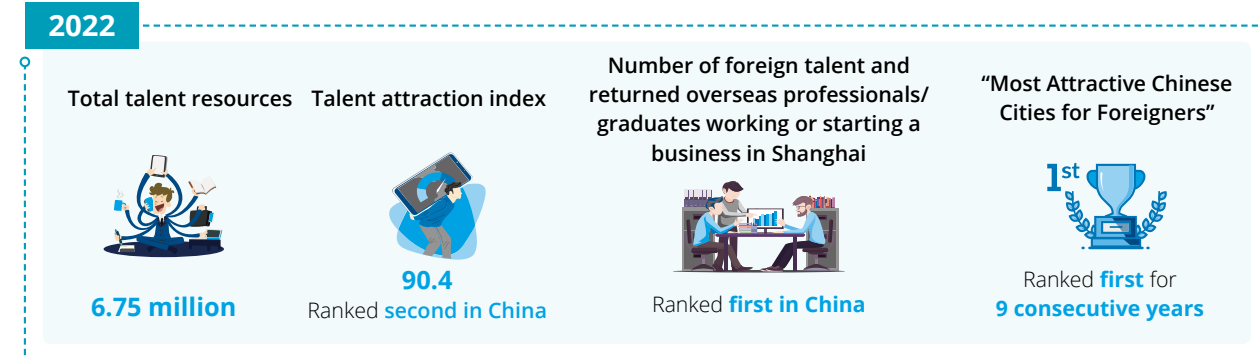 2022
Total talent resources
6.75 million
Talent attraction index
90.4
Ranked second in China
Number of foreign talent and
returned overseas professionals/
graduates working or starting a
business in Shanghai
Ranked first in China
“Most Attractive Chinese
Cities for Foreigners”
1st
Ranked first for
9 consecutive years